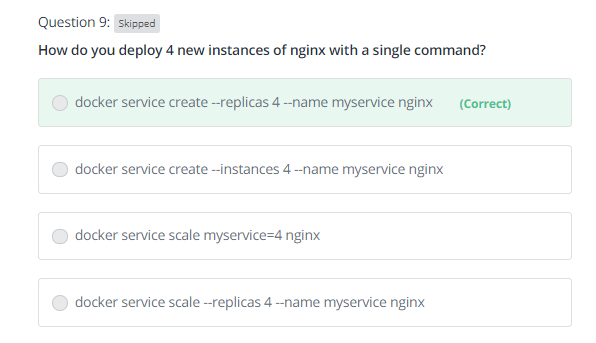 Question 9: Skipped
How do you deploy 4 new instances of nginx with a single command?
docker service create --replicas 4 --name myservice nginx (Correct)
docker service create --instances 4 --name myservice nginx
docker service scale myservice=4 nginx
docker service scale --replicas 4 --name myservice nginx